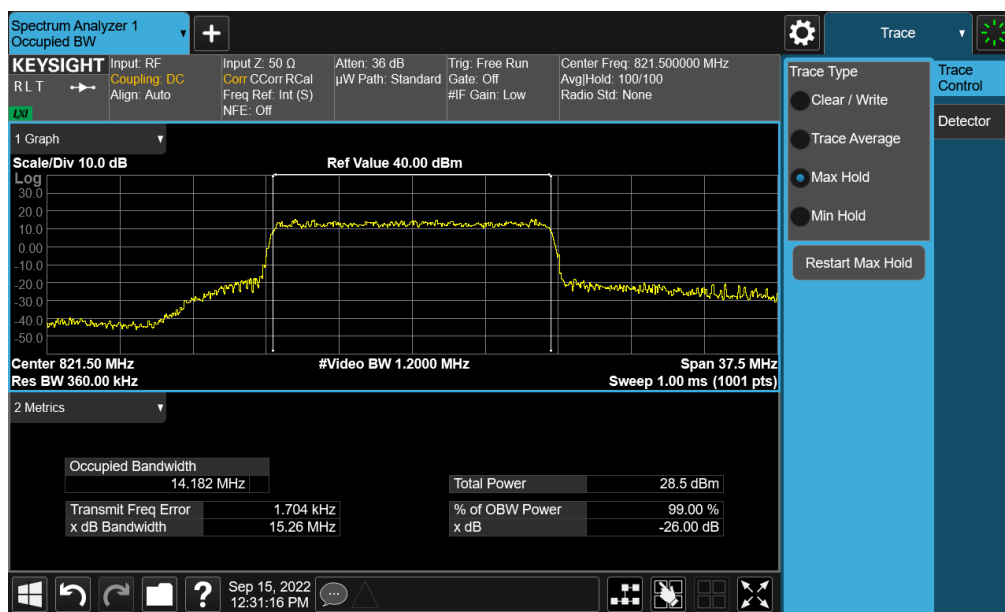 Spectrum Analyzer 1
Occupied BW
Trace
KEYSIGHT
RLT
LXI
Input: RF
Coupling: DC
Align: Auto
Input Z: 50 Ω
Corr CCorr RCal
Freq Ref: Int (S)
NFE: Off
Atten: 36 dB
µW Path: Standard
Trig: Free Run
Gate: Off
#IF Gain: Low
Center Freq: 821.500000 MHz
Avg|Hold: 100/100
Radio Std: None
Trace Type
Clear / Write
Trace Average
Max Hold
Min Hold
Restart Max Hold
Trace
Control
Detector
1 Graph
Scale/Div 10.0 dB
Ref Value 40.00 dBm
Log
30.0
20.0
10.0
0.00
-10.0
-20.0
-30.0
-40.0
-50.0
Center 821.50 MHz
#Video BW 1.2000 MHz
Span 37.5 MHz
Res BW 360.00 kHz
Sweep 1.00 ms (1001 pts)
2 Metrics
Occupied Bandwidth
14.182 MHz
Total Power 28.5 dBm
Transmit Freq Error 1.704 kHz
% of OBW Power 99.00 %
x dB Bandwidth 15.26 MHz
x dB -26.00 dB
?
Sep 15, 2022
12:31:16 PM